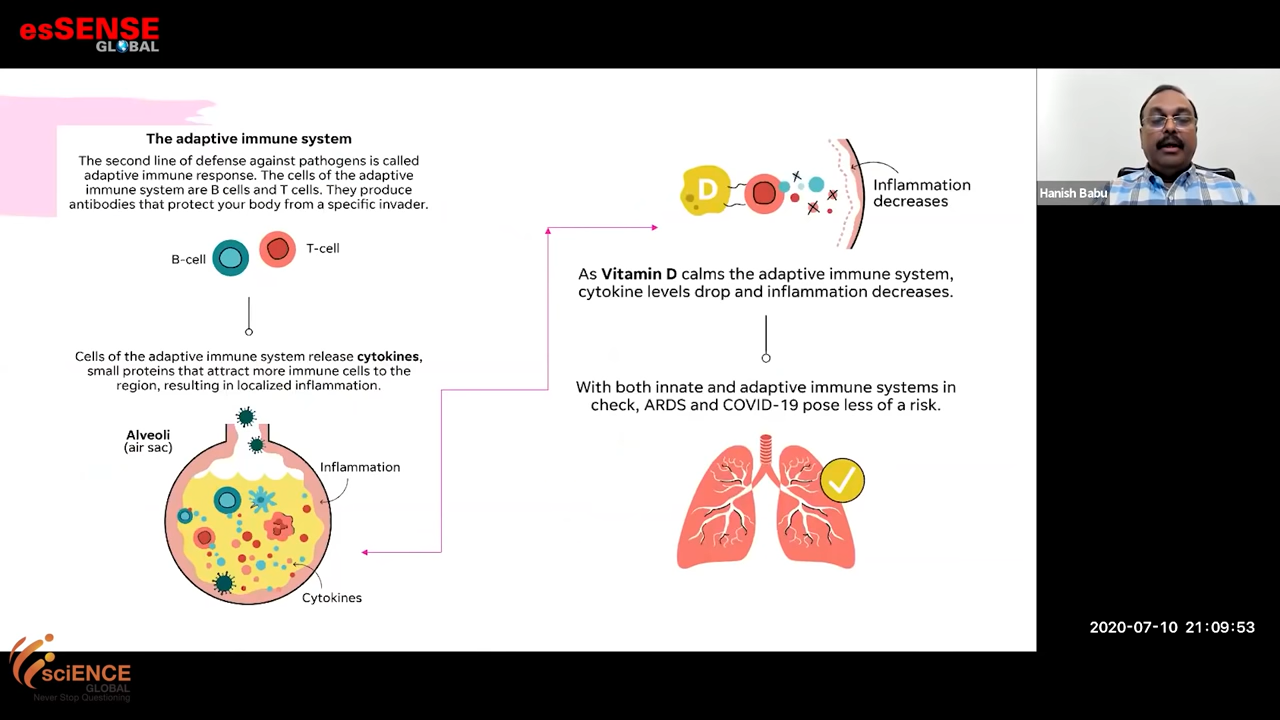 esSENSE
GLOBAL
The adaptive immune system
The second line of defense against pathogens is called
adaptive immune response. The cells of the adaptive
immune system are B cells and T cells. They produce
antibodies that protect your body from a specific invader.
B-cell
T-cell
Cells of the adaptive immune system release cytokines,
small proteins that attract more immune cells to the
region, resulting in localized inflammation.
Alveoli
(air sac)
Inflammation
Cytokines
D
Inflammation
decreases
As Vitamin D calms the adaptive immune system,
cytokine levels drop and inflammation decreases.
With both innate and adaptive immune systems in
check, ARDS and COVID-19 pose less of a risk.
Hanish Babu
2020-07-10 21:09:53
sciENCE
GLOBAL
Never Stop Questioning